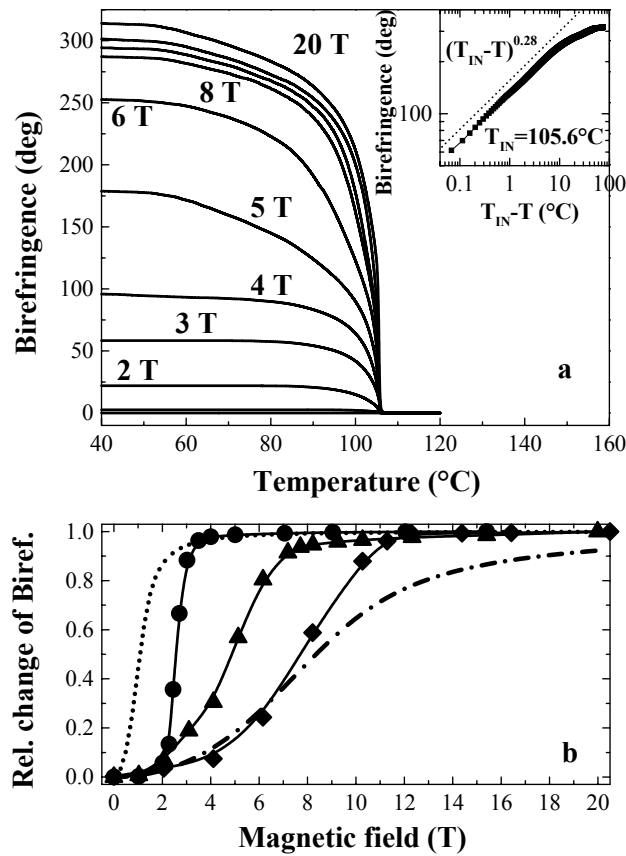 Birefringence (deg)
300
250
200
150
100
50
0
20 T
8 T
6 T
5 T
4 T
3 T
2 T
a
40 60 80 100 120 140 160
Temperature (°C)
Birefringence (deg)
100
(T_IN-T)^0.28
T_IN=105.6°C
0.1 1 10 100
T_IN-T (°C)
Rel. change of Biref.
1.0
0.8
0.6
0.4
0.2
0.0
b
0 2 4 6 8 10 12 14 16 18 20
Magnetic field (T)